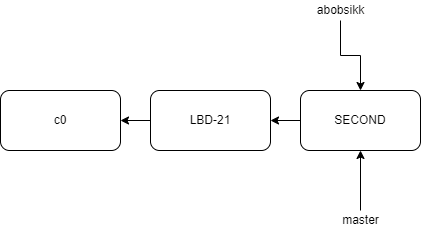 abobsikk
c0
LBD-21
SECOND
master